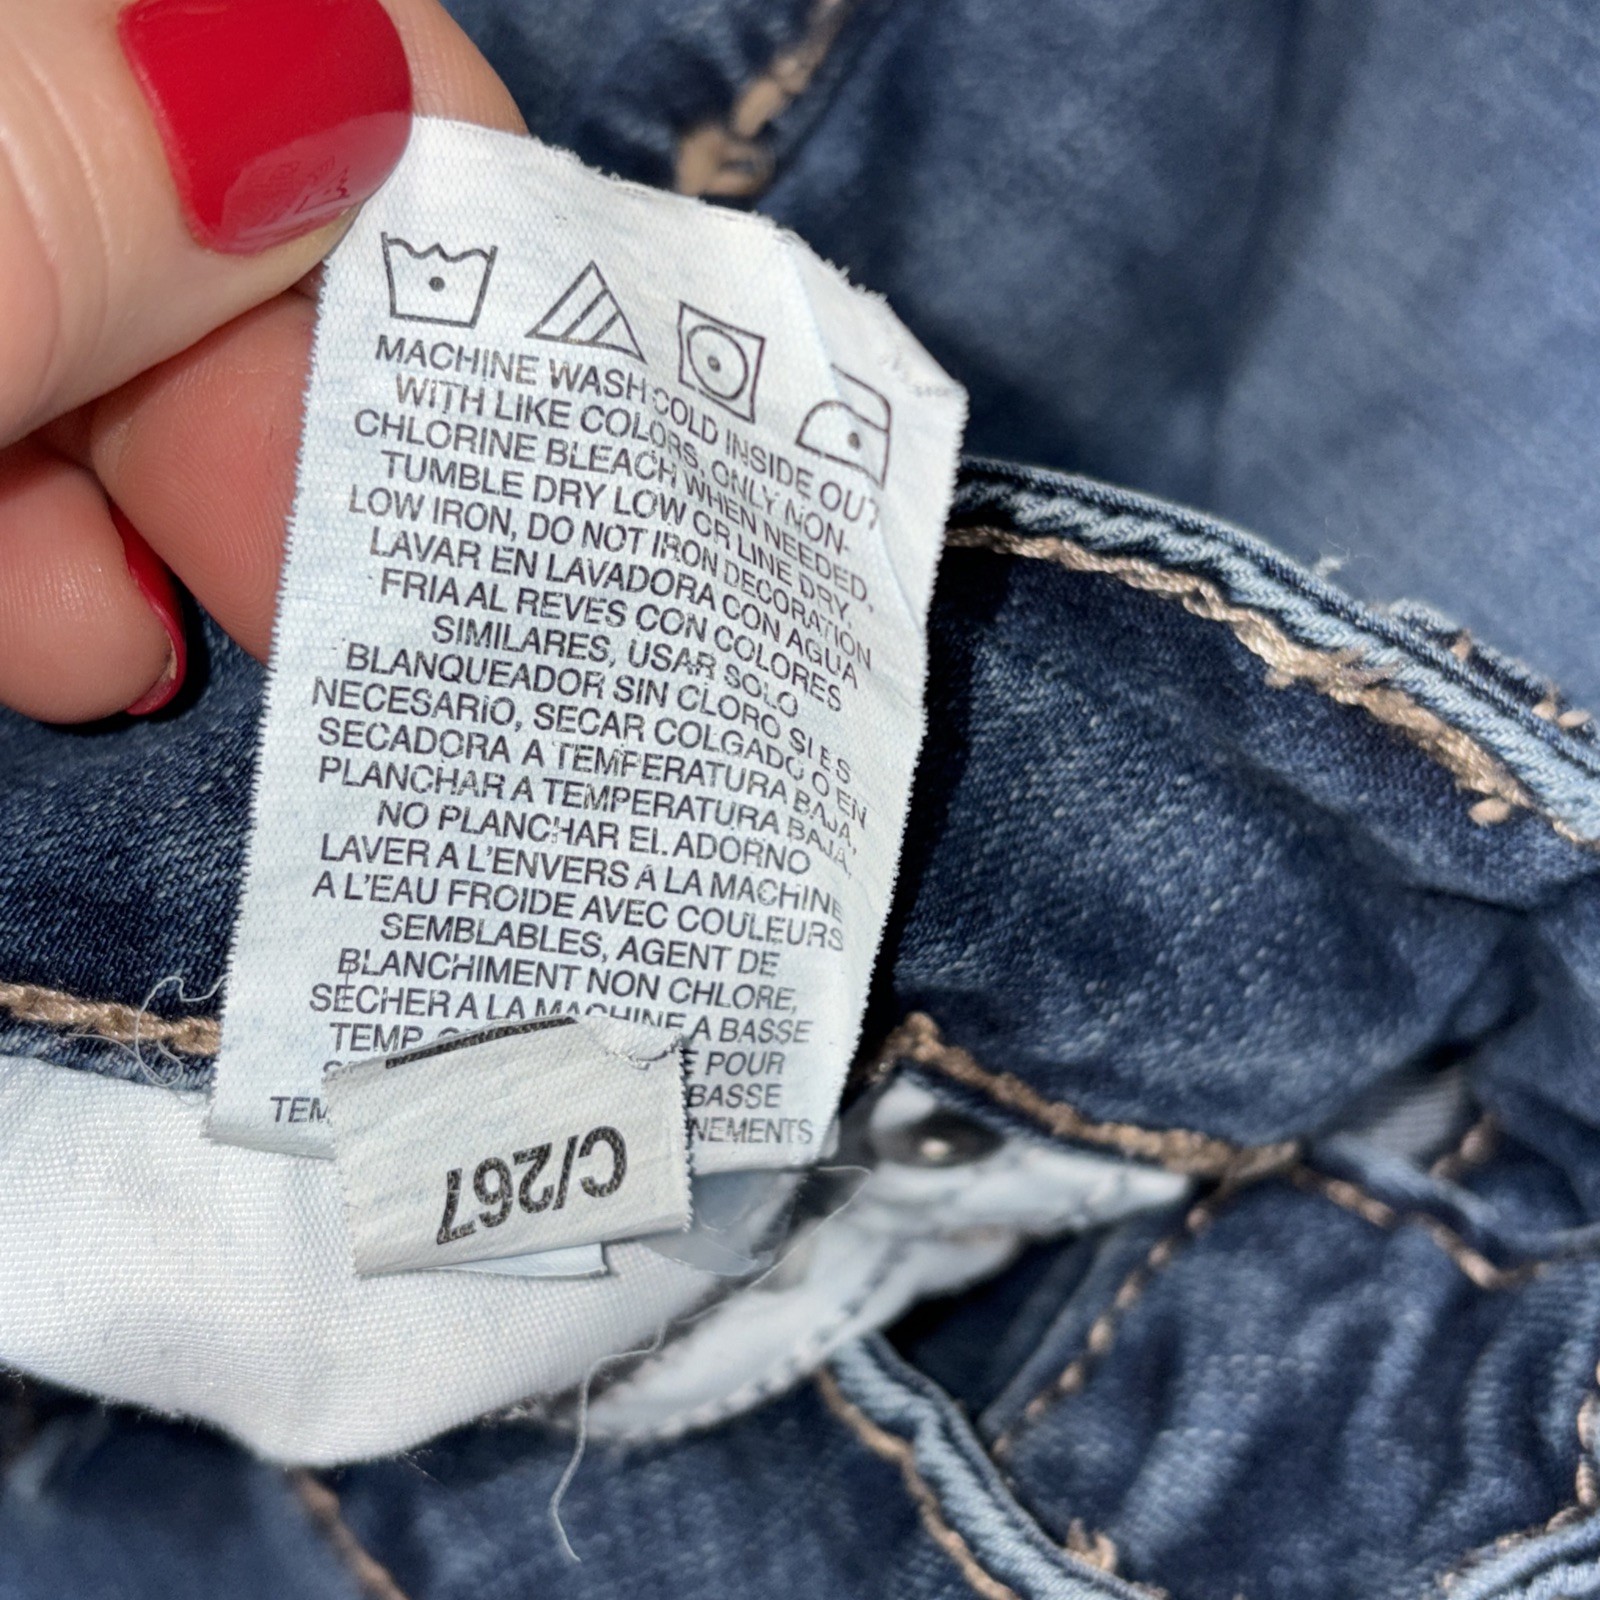 MACHINE WASH COLD INSIDE OUT
WITH LIKE COLORS, ONLY NON-
CHLORINE BLEACH WHEN NEEDED,
TUMBLE DRY LOW OR LINE DRY,
LOW IRON, DO NOT IRON DECORATION
LAVAR EN LAVADORA CON AGUA
FRIA AL REVES CON COLORES
SIMILARES, USAR SOLO
BLANQUEADOR SIN CLORO SI ES
NECESARIO, SECAR COLGADO O EN
SECADORA A TEMPERATURA BAJA,
PLANCHAR A TEMPERATURA BAJA.
NO PLANCHAR EL ADORNO
LAVER A L'ENVERS À LA MACHINE
A L'EAU FROIDE AVEC COULEURS
SEMBLABLES, AGENT DE
BLANCHIMENT NON CHLORE,
SECHER A LA MACHINE A BASSE
TEMP
POUR
BASSE
C/267